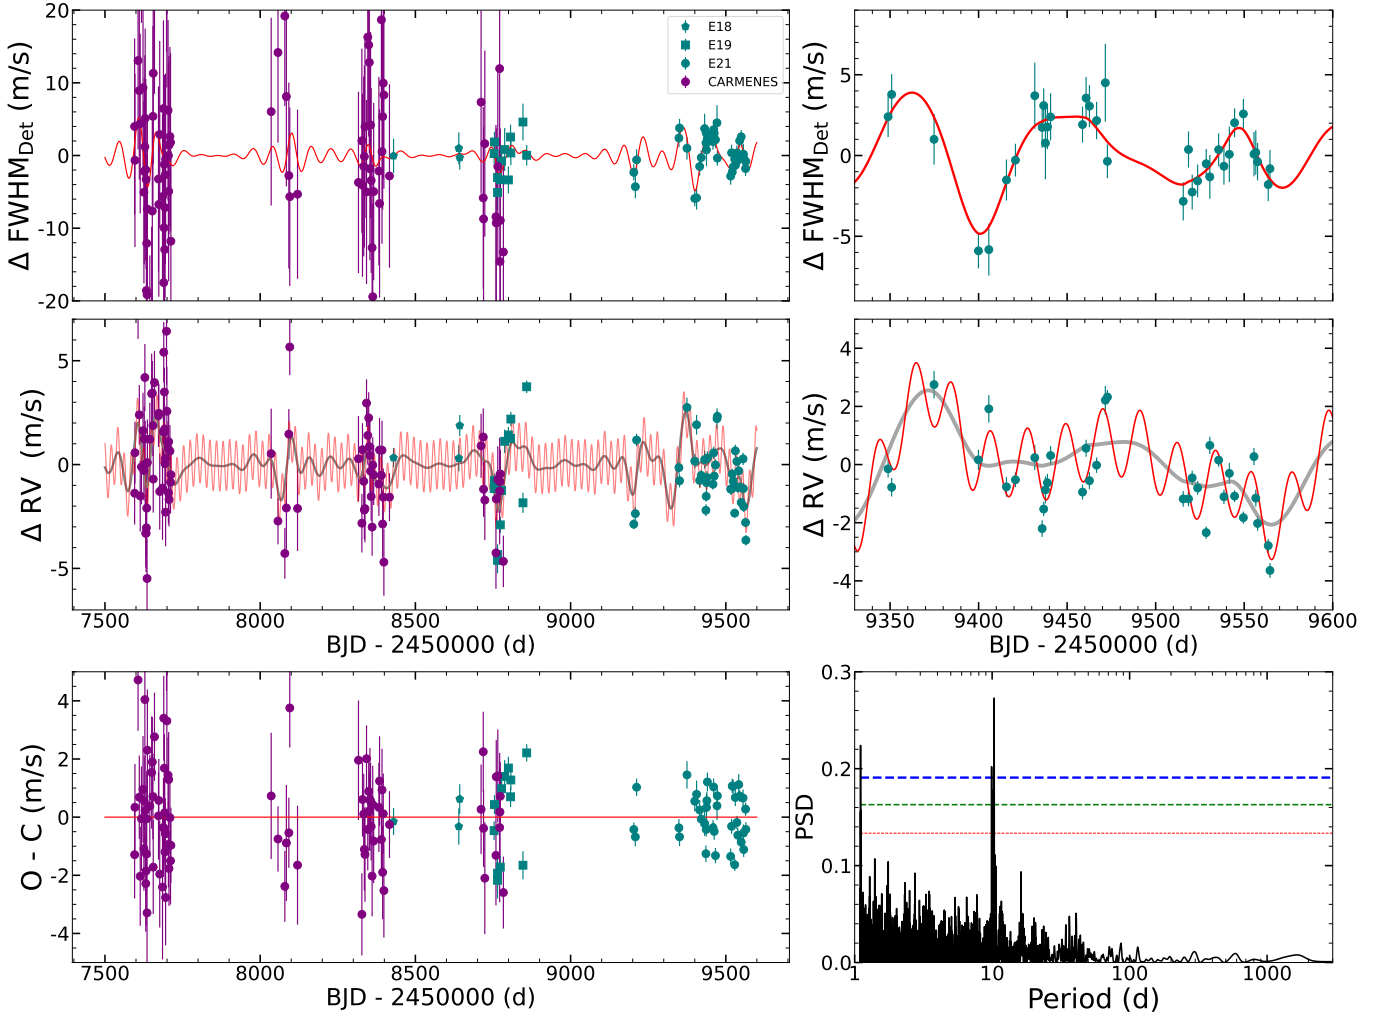 Δ FWHM_Det (m/s)
20
10
0
-10
-20
E18
E19
E21
CARMENES
Δ FWHM_Det (m/s)
5
0
-5
Δ RV (m/s)
5
0
-5
7500 8000 8500 9000 9500
BJD - 2450000 (d)
Δ RV (m/s)
4
2
0
-2
-4
9350 9400 9450 9500 9550 9600
BJD - 2450000 (d)
O - C (m/s)
4
2
0
-2
-4
7500 8000 8500 9000 9500
BJD - 2450000 (d)
PSD
0.3
0.2
0.1
0.0
1 10 100 1000
Period (d)